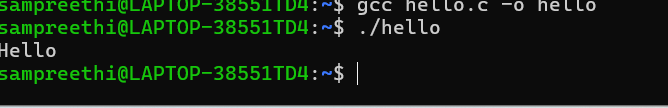 sampreethi@LAPTOP-38551TD4:~$ gcc hello.c -o hello
sampreethi@LAPTOP-38551TD4:~$ ./hello
Hello
sampreethi@LAPTOP-38551TD4:~$